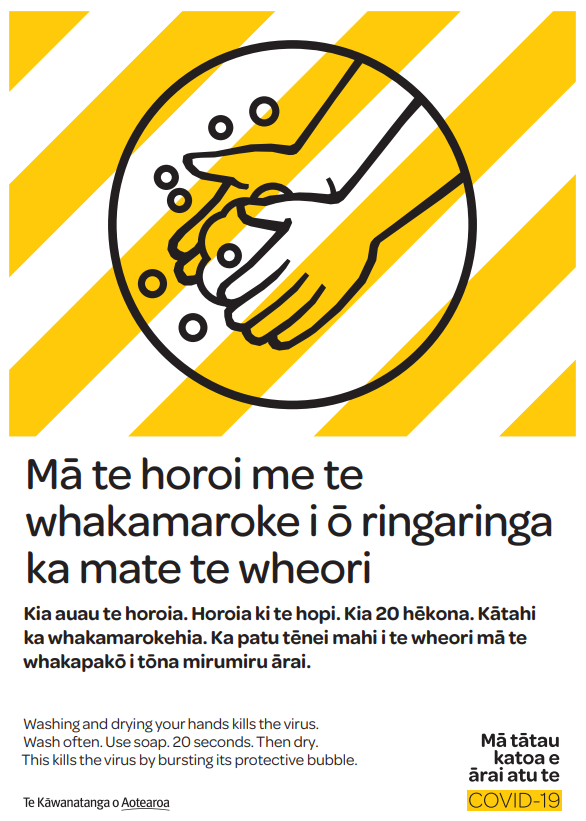 Mā te horoi me te
whakamaroke i ō ringaringa
ka mate te wheori
Kia auau te horoia. Horoia ki te hopi. Kia 20 hēkona. Kātahi
ka whakamarokehia. Ka patu tēnei mahi i te wheori mā te
whakapakō i tōna mirumiru ārai.
Washing and drying your hands kills the virus.
Wash often. Use soap. 20 seconds. Then dry.
This kills the virus by bursting its protective bubble.
Te Kāwanatanga o Aotearoa
Mā tātau
katoa e
ārai atu te
COVID-19